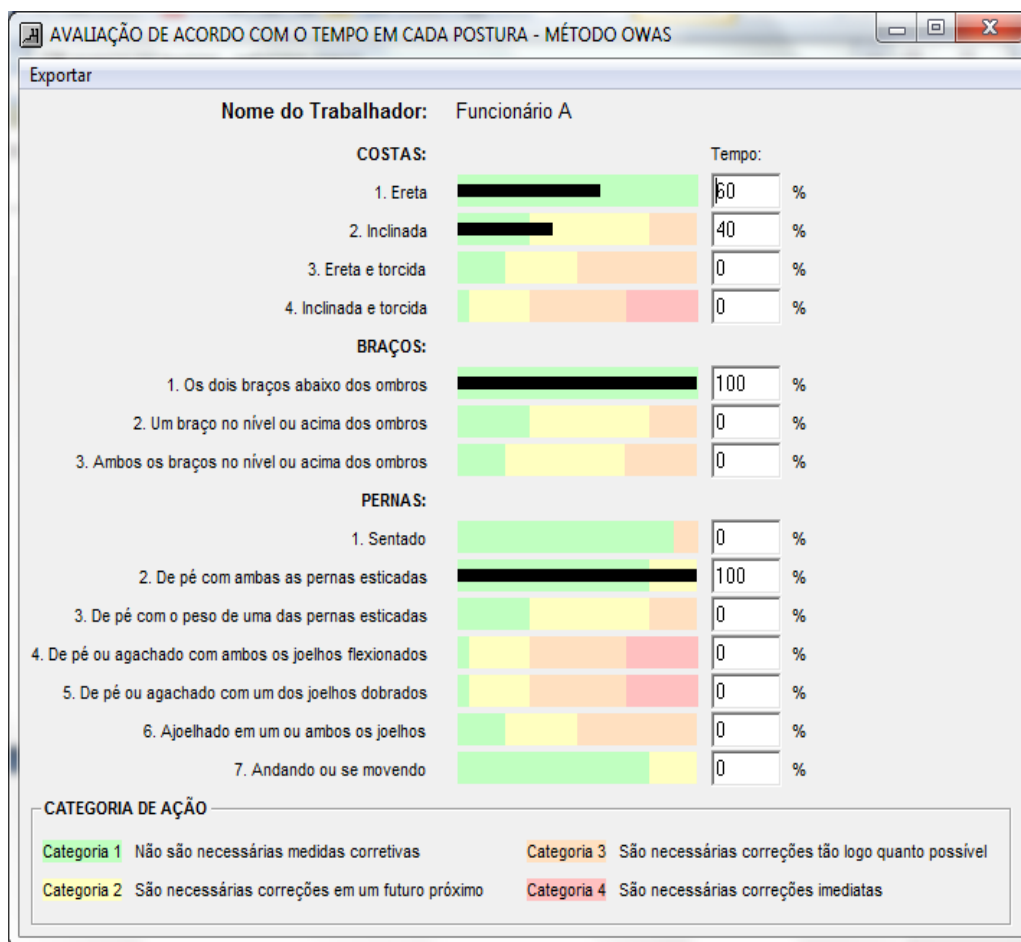 AVALIAÇÃO DE ACORDO COM O TEMPO EM CADA POSTURA - MÉTODO OWAS
Exportar
Nome do Trabalhador: Funcionário A
COSTAS: Tempo:
1. Ereta 60 %
2. Inclinada 40 %
3. Ereta e torcida 0 %
4. Inclinada e torcida 0 %
BRAÇOS:
1. Os dois braços abaixo dos ombros 100 %
2. Um braço no nível ou acima dos ombros 0 %
3. Ambos os braços no nível ou acima dos ombros 0 %
PERNAS:
1. Sentado 0 %
2. De pé com ambas as pernas esticadas 100 %
3. De pé com o peso de uma das pernas esticadas 0 %
4. De pé ou agachado com ambos os joelhos flexionados 0 %
5. De pé ou agachado com um dos joelhos dobrados 0 %
6. Ajoelhado em um ou ambos os joelhos 0 %
7. Andando ou se movendo 0 %
CATEGORIA DE AÇÃO
Categoria 1 Não são necessárias medidas corretivas Categoria 3 São necessárias correções tão logo quanto possível
Categoria 2 São necessárias correções em um futuro próximo Categoria 4 São necessárias correções imediatas